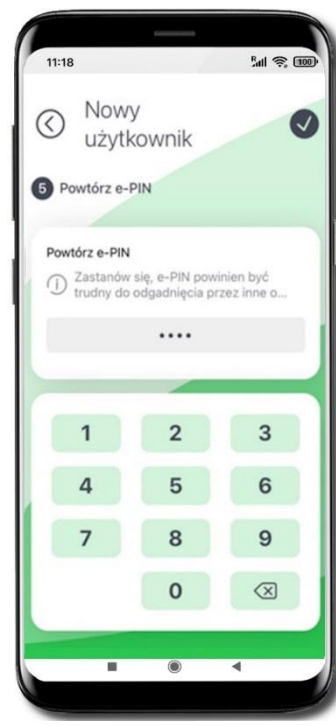 11:18
R
100
Nowy
użytkownik
5 Powtórz e-PIN
Powtórz e-PIN
Zastanów się, e-PIN powinien być
trudny do odgadnięcia przez inne o...
••••
1 2 3
4 5 6
7 8 9
0